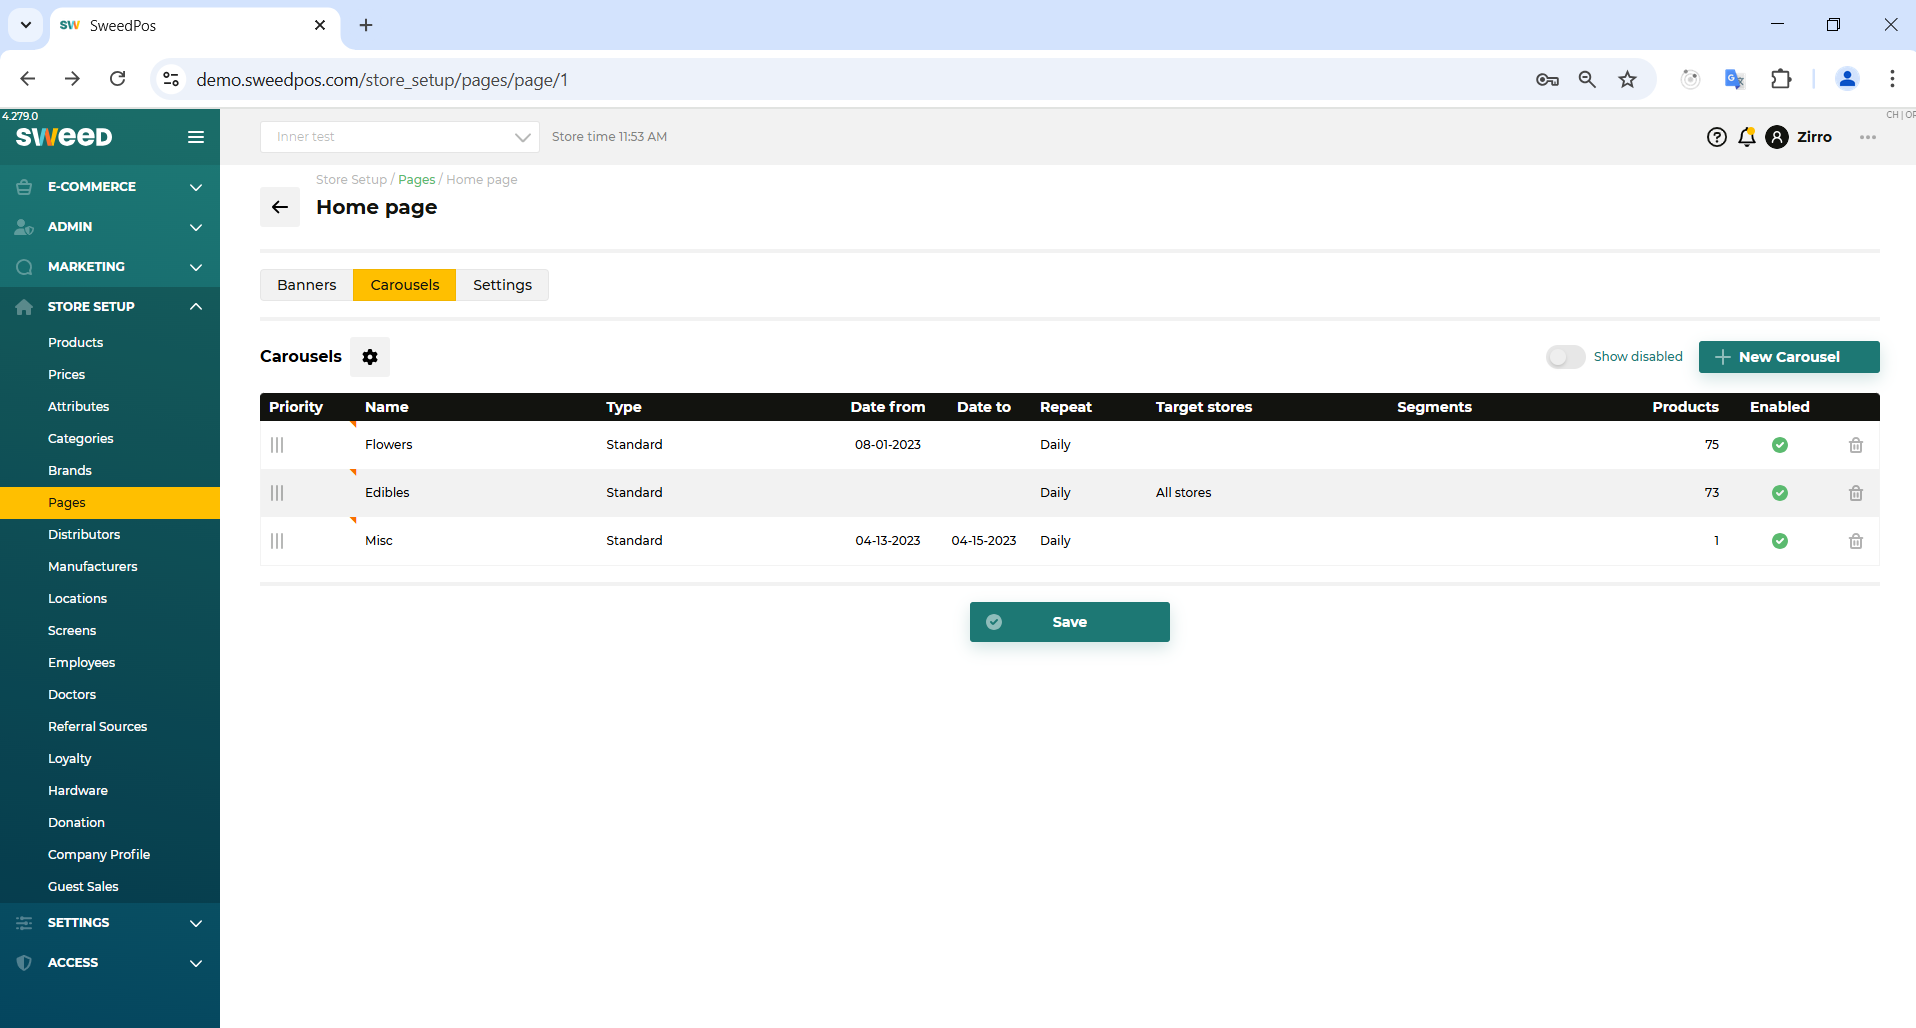 SweedPos
demo.sweedpos.com/store_setup/pages/page/1
4.279.0
SWEED
Inner test
Store time 11:53 AM
Zirro
E-COMMERCE
ADMIN
MARKETING
STORE SETUP
Products
Prices
Attributes
Categories
Brands
Pages
Distributors
Manufacturers
Locations
Screens
Employees
Doctors
Referral Sources
Loyalty
Hardware
Donation
Company Profile
Guest Sales
SETTINGS
ACCESS
Store Setup / Pages / Home page
Home page
Banners Carousels Settings
Carousels
Show disabled
New Carousel
Priority Name Type Date from Date to Repeat Target stores Segments Products Enabled
Flowers Standard 08-01-2023 Daily 75
Edibles Standard Daily All stores 73
Misc Standard 04-13-2023 04-15-2023 Daily 1
Save